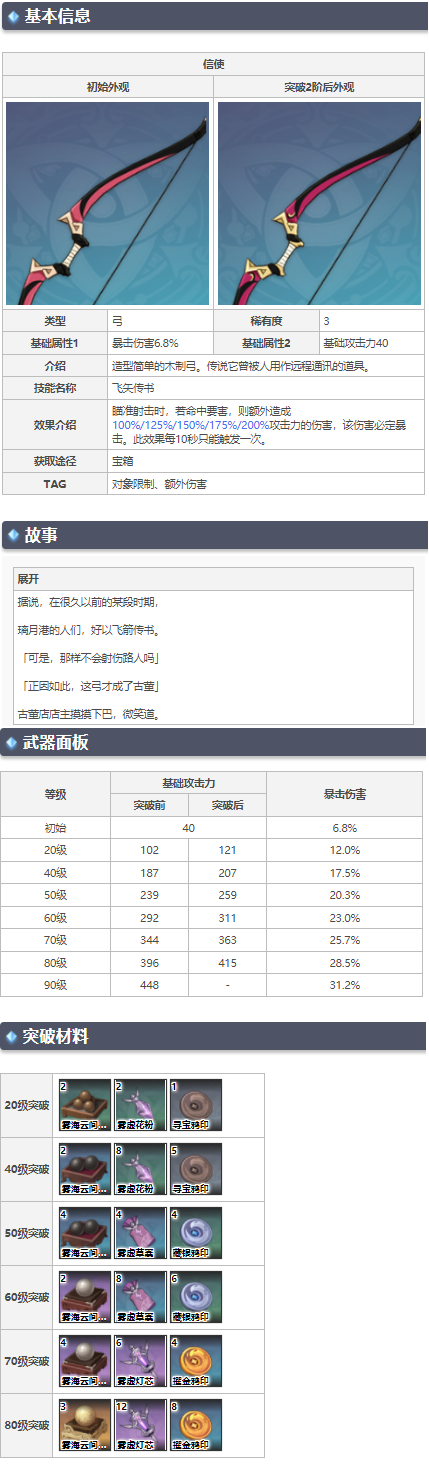 基本信息
信使
初始外观 突破2阶后外观
类型 弓 稀有度 3
基础属性1 暴击伤害6.8% 基础属性2 基础攻击力40
介绍 造型简单的木制弓。传说它曾被人用作远程通讯的道具。
技能名称 飞矢传书
瞄准射击时，若命中要害，则额外造成
效果介绍 100%/125%/150%/175%/200%攻击力的伤害，该伤害必定暴
击。此效果每10秒只能触发一次。
获取途径 宝箱
TAG 对象限制、额外伤害
故事
展开
据说，在很久以前的某段时期，
璃月港的人们，好以飞箭传书。
「可是，那样不会射伤路人吗」
「正因如此，这弓才成了古董」
古董店店主摸摸下巴，微笑道。
武器面板
等级 基础攻击力 暴击伤害
突破前 突破后
初始 40 6.8%
20级 102 121 12.0%
40级 187 207 17.5%
50级 239 259 20.3%
60级 292 311 23.0%
70级 344 363 25.7%
80级 396 415 28.5%
90级 448 - 31.2%
突破材料
2 2 1
20级突破
雾海云间... 雾虚花粉 寻宝鸦印
2 8 5
40级突破
雾海云间... 雾虚花粉 寻宝鸦印
4 4 4
50级突破
雾海云间... 雾虚草囊 藏银鸦印
2 8 6
60级突破
雾海云间... 雾虚草囊 藏银鸦印
4 6 4
70级突破
雾海云间... 雾虚灯芯 攫金鸦印
3 12 8
80级突破
雾海云间... 雾虚灯芯 攫金鸦印